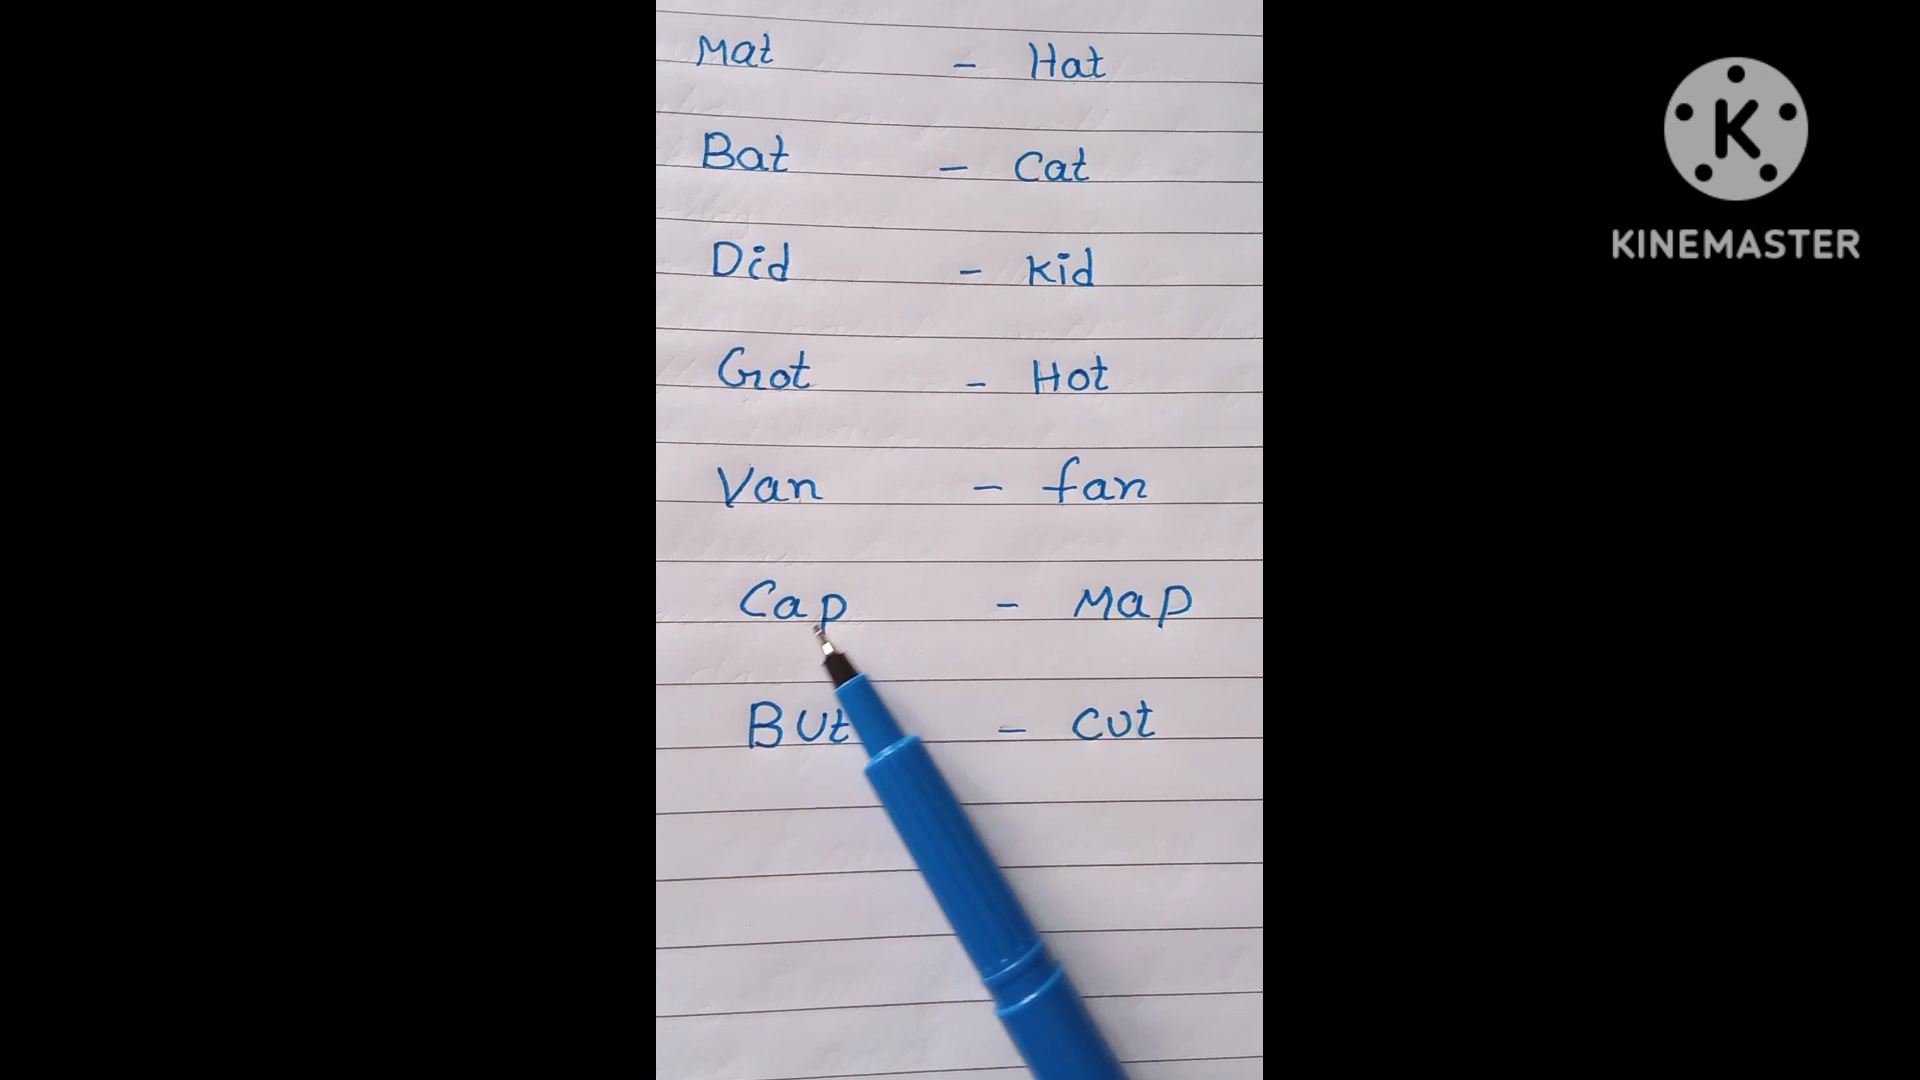 Mat - Hat
Bat - Cat
Did - Kid
Got - Hot
Van - fan
Cap - Map
But - Cut
K
KINEMASTER